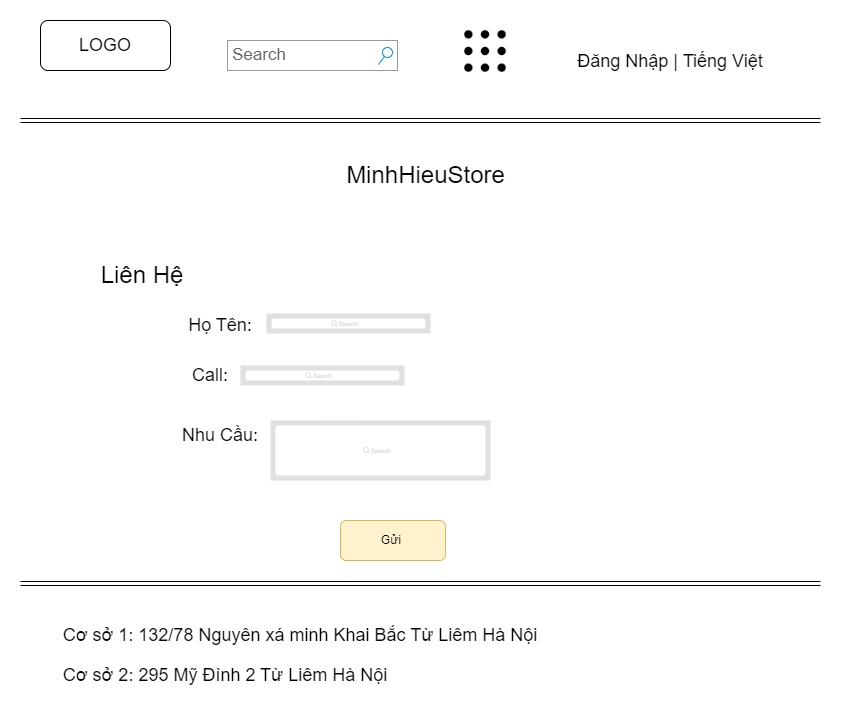 LOGO
Search
Đăng Nhập | Tiếng Việt
MinhHieuStore
Liên Hệ
Họ Tên:
Search
Call:
Search
Nhu Cầu:
Search
Gửi
Cơ sở 1: 132/78 Nguyên xá minh Khai Bắc Từ Liêm Hà Nội
Cơ sở 2: 295 Mỹ Đình 2 Từ Liêm Hà Nội